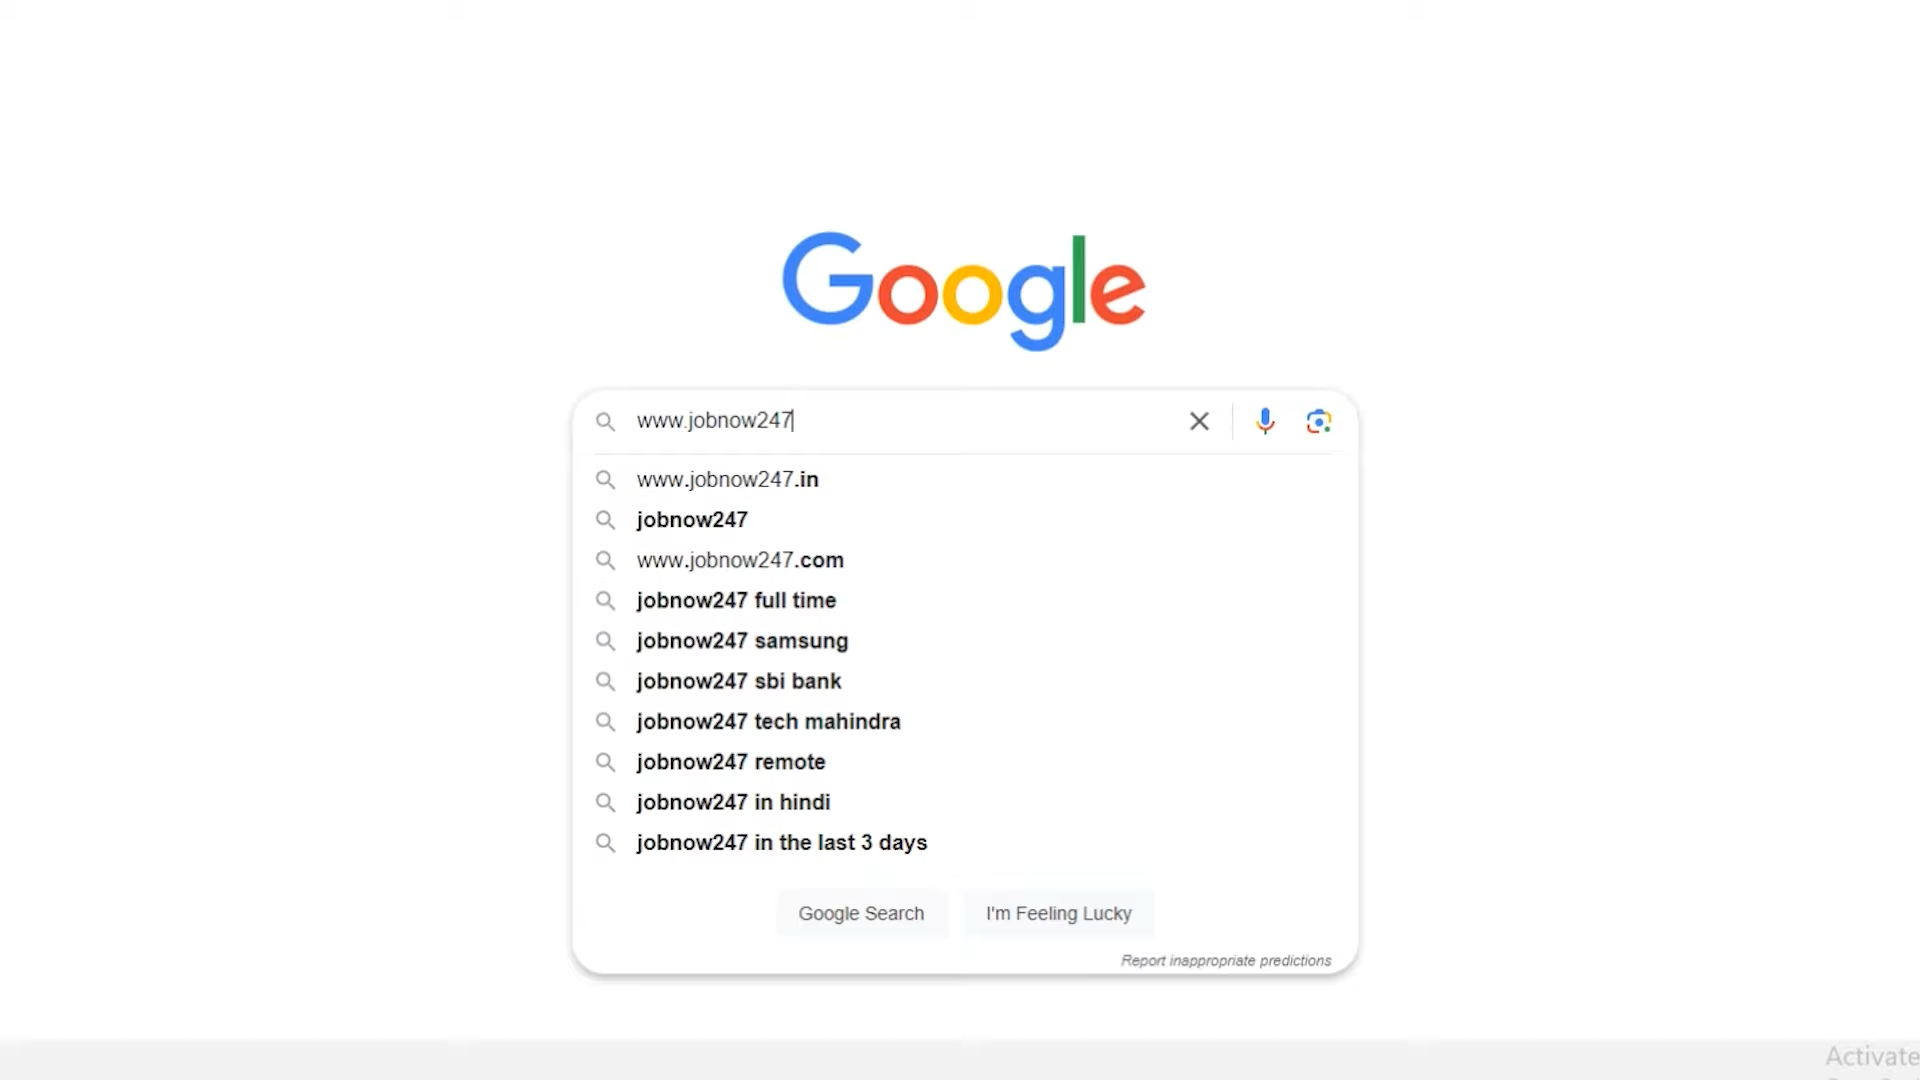 Google
www.jobnow247
www.jobnow247.in
jobnow247
www.jobnow247.com
jobnow247 full time
jobnow247 samsung
jobnow247 sbi bank
jobnow247 tech mahindra
jobnow247 remote
jobnow247 in hindi
jobnow247 in the last 3 days
Google Search
I'm Feeling Lucky
Report inappropriate predictions
Activate